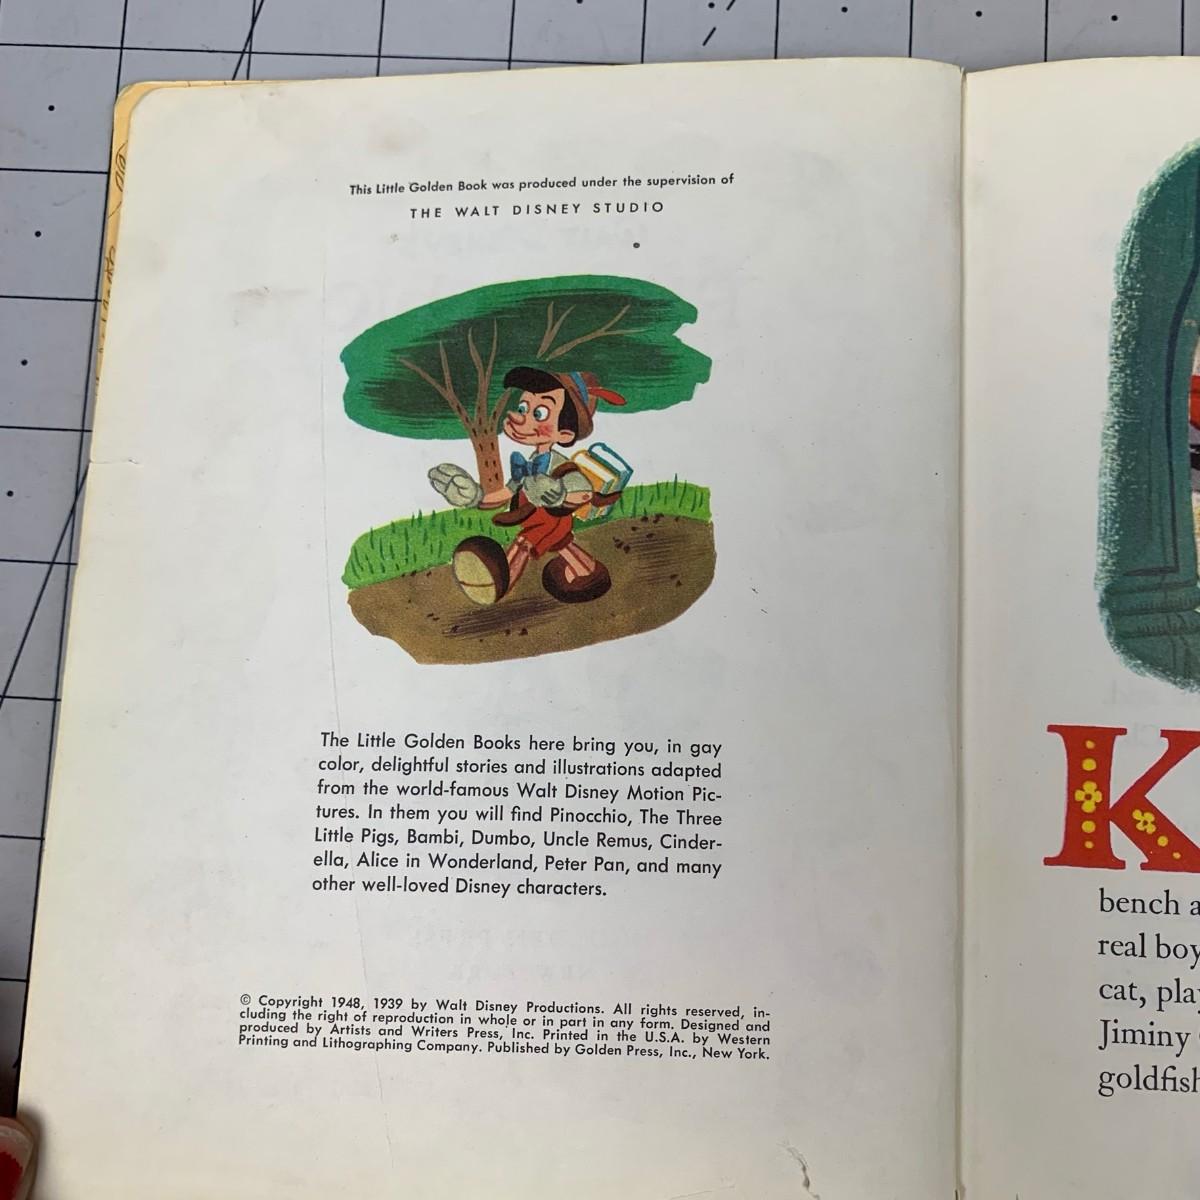 This Little Golden Book was produced under the supervision of
THE WALT DISNEY STUDIO
The Little Golden Books here bring you, in gay
color, delightful stories and illustrations adapted
from the world-famous Walt Disney Motion Pic-
tures. In them you will find Pinocchio, The Three
Little Pigs, Bambi, Dumbo, Uncle Remus, Cinder-
ella, Alice in Wonderland, Peter Pan, and many
other well-loved Disney characters.
© Copyright 1948, 1939 by Walt Disney Productions. All rights reserved, in-
cluding the right of reproduction in whole or in part in any form. Designed and
produced by Artists and Writers Press, Inc. Printed in the U.S.A. by Western
Printing and Lithographing Company. Published by Golden Press, Inc., New York.
K
bench a
real boy
cat, pla
Jiminy
goldfish